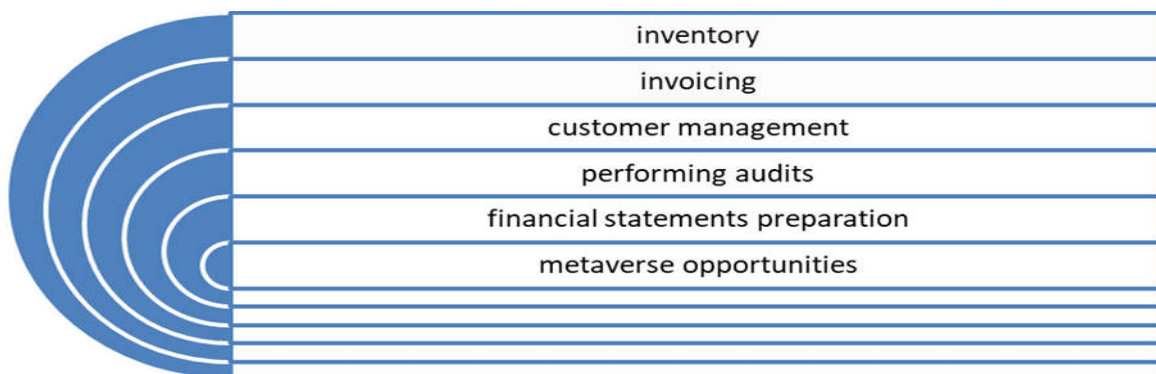 inventory
invoicing
customer management
performing audits
financial statements preparation
metaverse opportunities